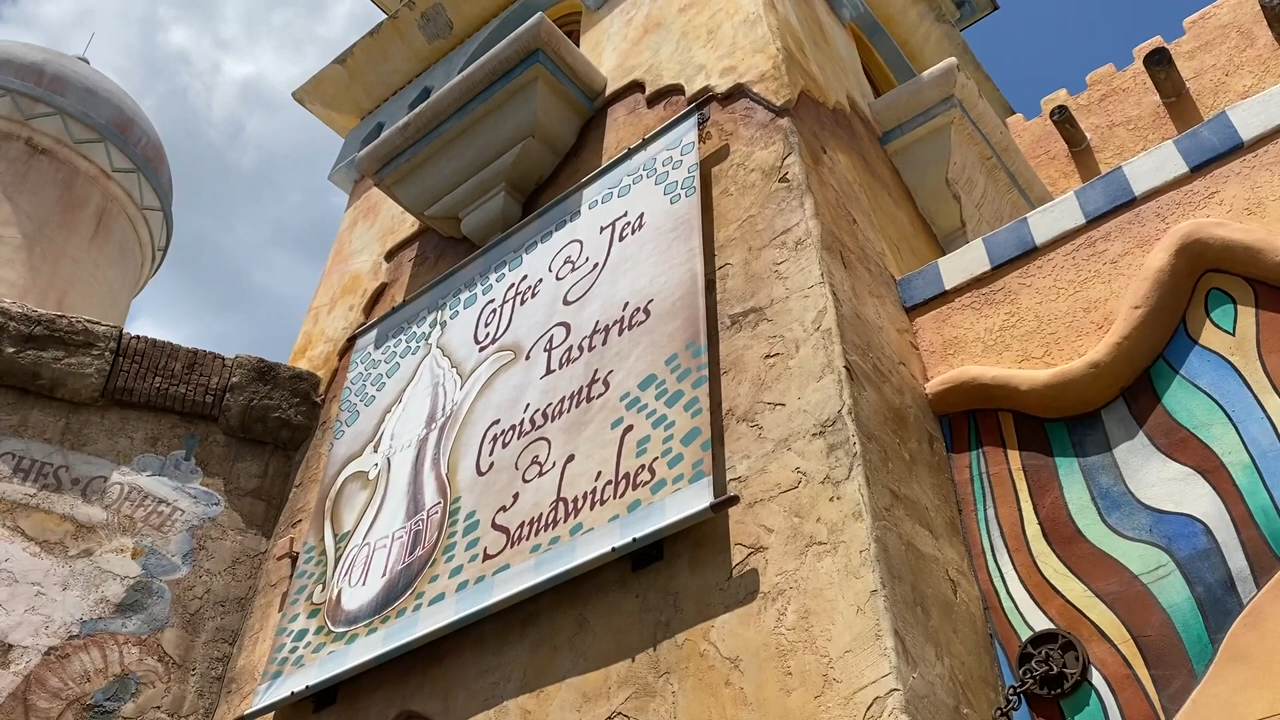 Coffee & Tea
Pastries
Croissants
&
Sandwiches
COFFEE
CHES • COFFEE